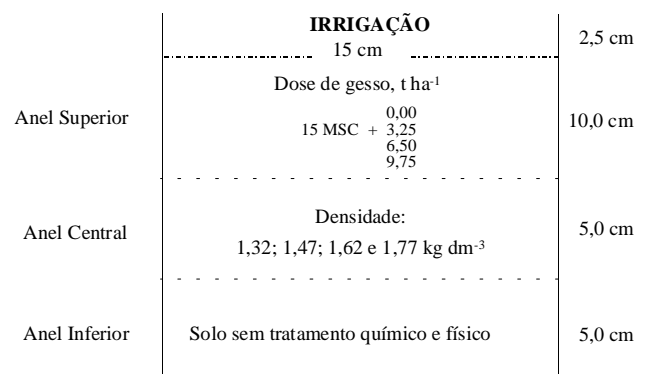 IRRIGAÇÃO
15 cm
2,5 cm
Dose de gesso, t ha-1
Anel Superior
0,00
15 MSC + 3,25
6,50
9,75
10,0 cm
Anel Central
Densidade:
1,32; 1,47; 1,62 e 1,77 kg dm-3
5,0 cm
Anel Inferior
Solo sem tratamento químico e físico
5,0 cm